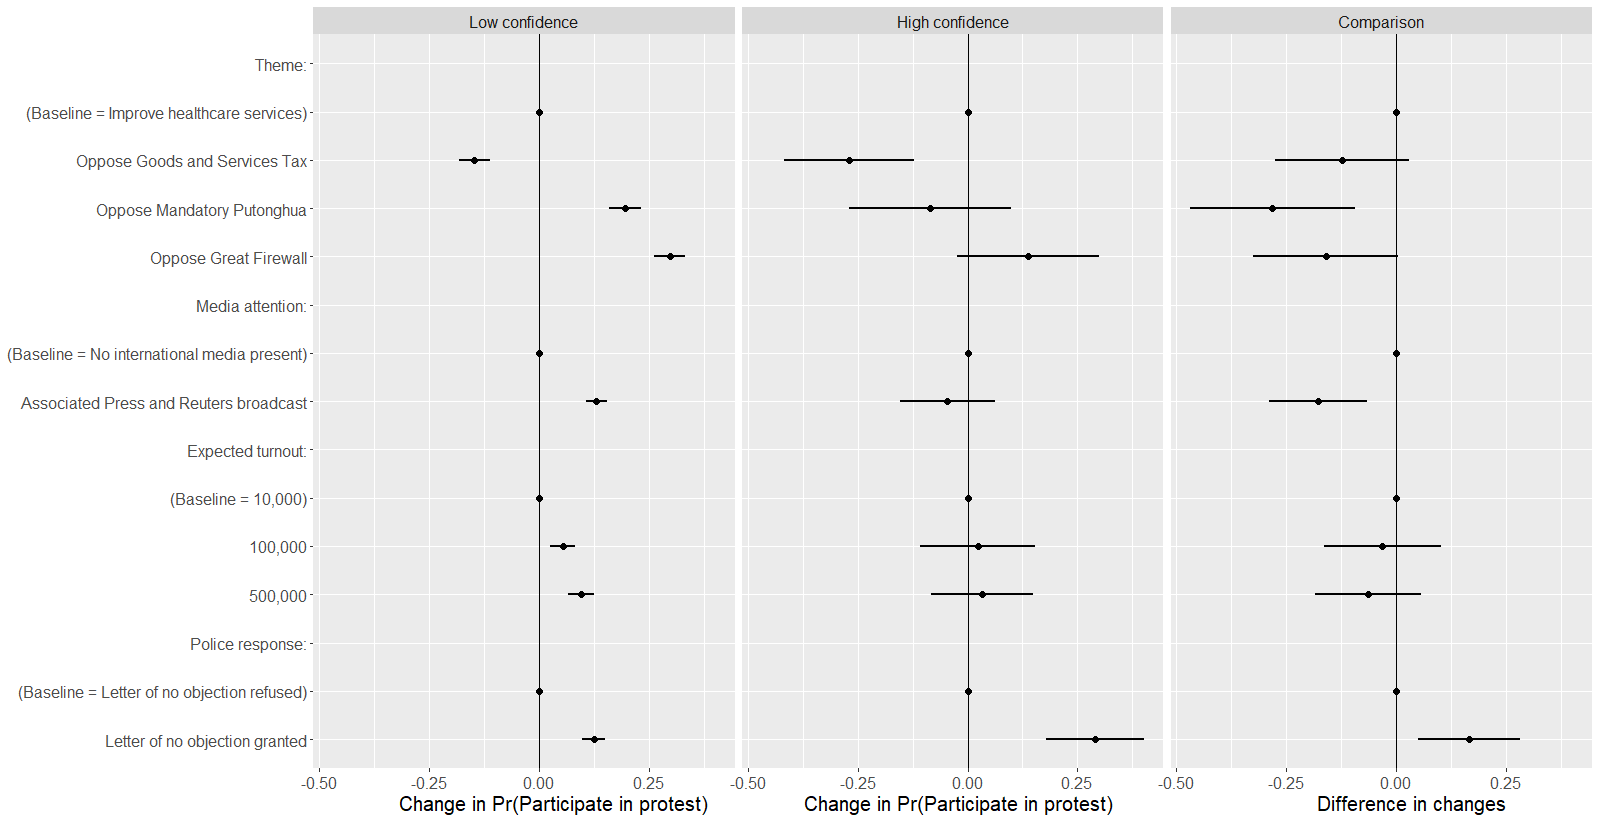 Low confidence High confidence Comparison
Theme:
(Baseline = Improve healthcare services)
Oppose Goods and Services Tax
Oppose Mandatory Putonghua
Oppose Great Firewall
Media attention:
(Baseline = No international media present)
Associated Press and Reuters broadcast
Expected turnout:
(Baseline = 10,000)
100,000
500,000
Police response:
(Baseline = Letter of no objection refused)
Letter of no objection granted
-0.50 -0.25 0.00 0.25 -0.50 -0.25 0.00 0.25 -0.50 -0.25 0.00 0.25
Change in Pr(Participate in protest) Change in Pr(Participate in protest) Difference in changes